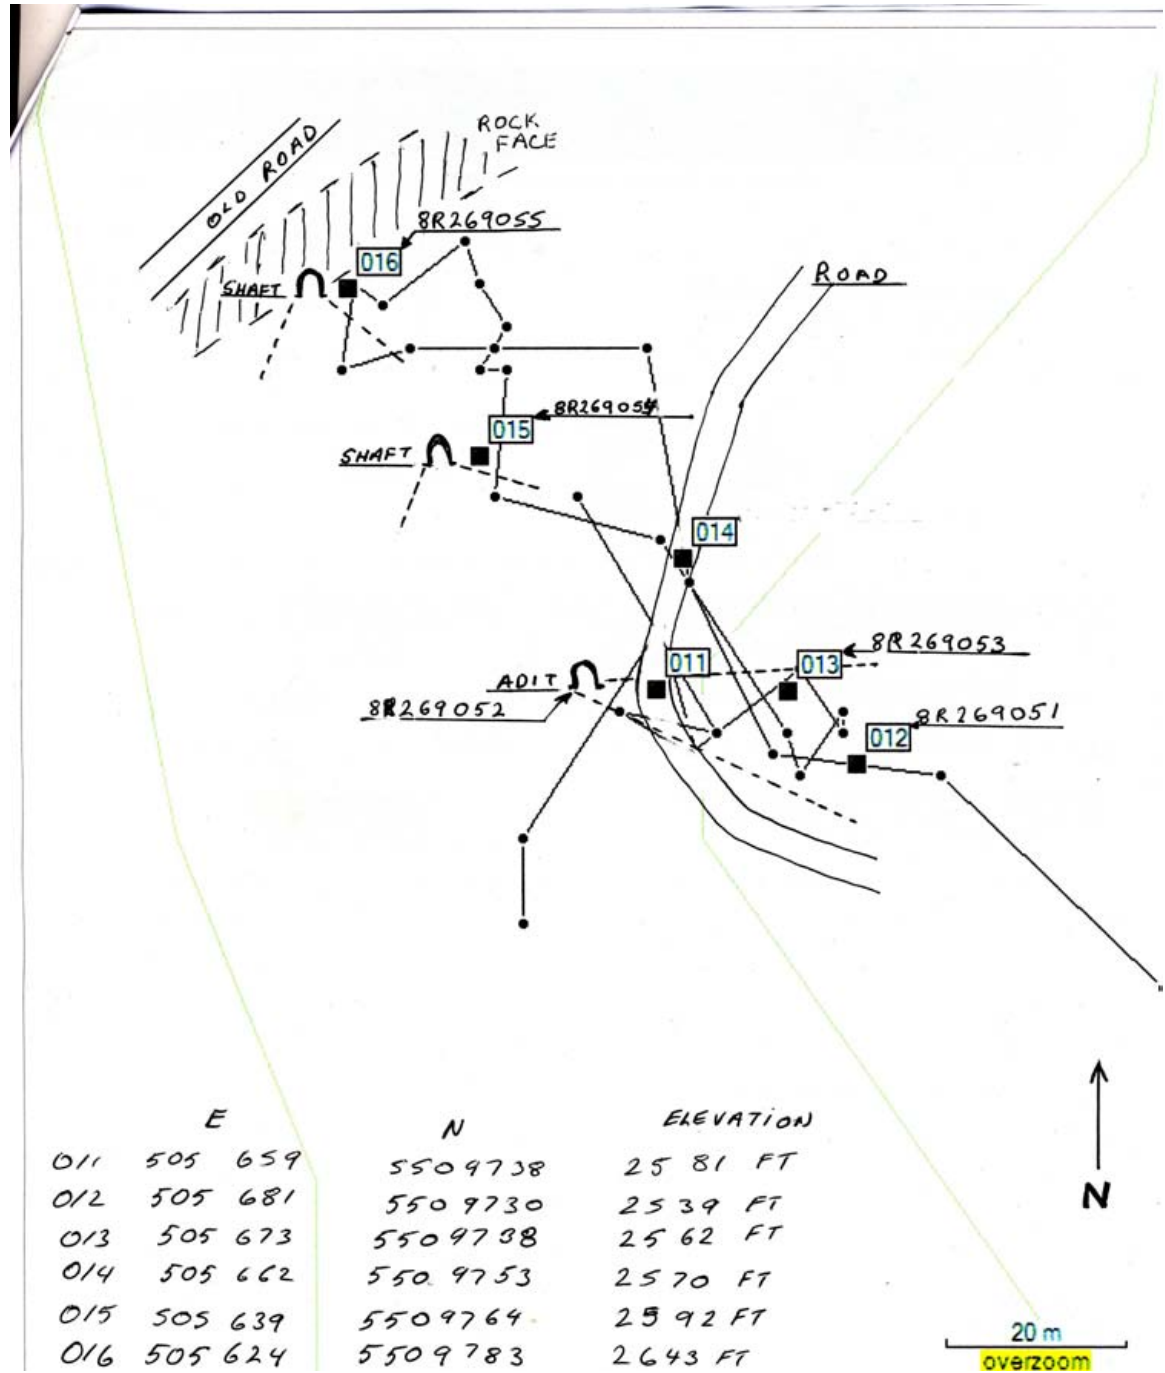 ROCK
FACE
OLD ROAD
8R269055
016
SHAFT
ROAD
8R269054
015
SHAFT
014
8R269053
011
013
ADIT
8R269052
8R269051
012
N
E N ELEVATION
011 505 659 5509738 2581 FT
012 505 681 5509730 2539 FT
013 505 673 5509738 2562 FT
014 505 662 550 9753 2570 FT
015 505 639 5509764 2592 FT
016 505 624 5509783 2643 FT
20 m
overzoom